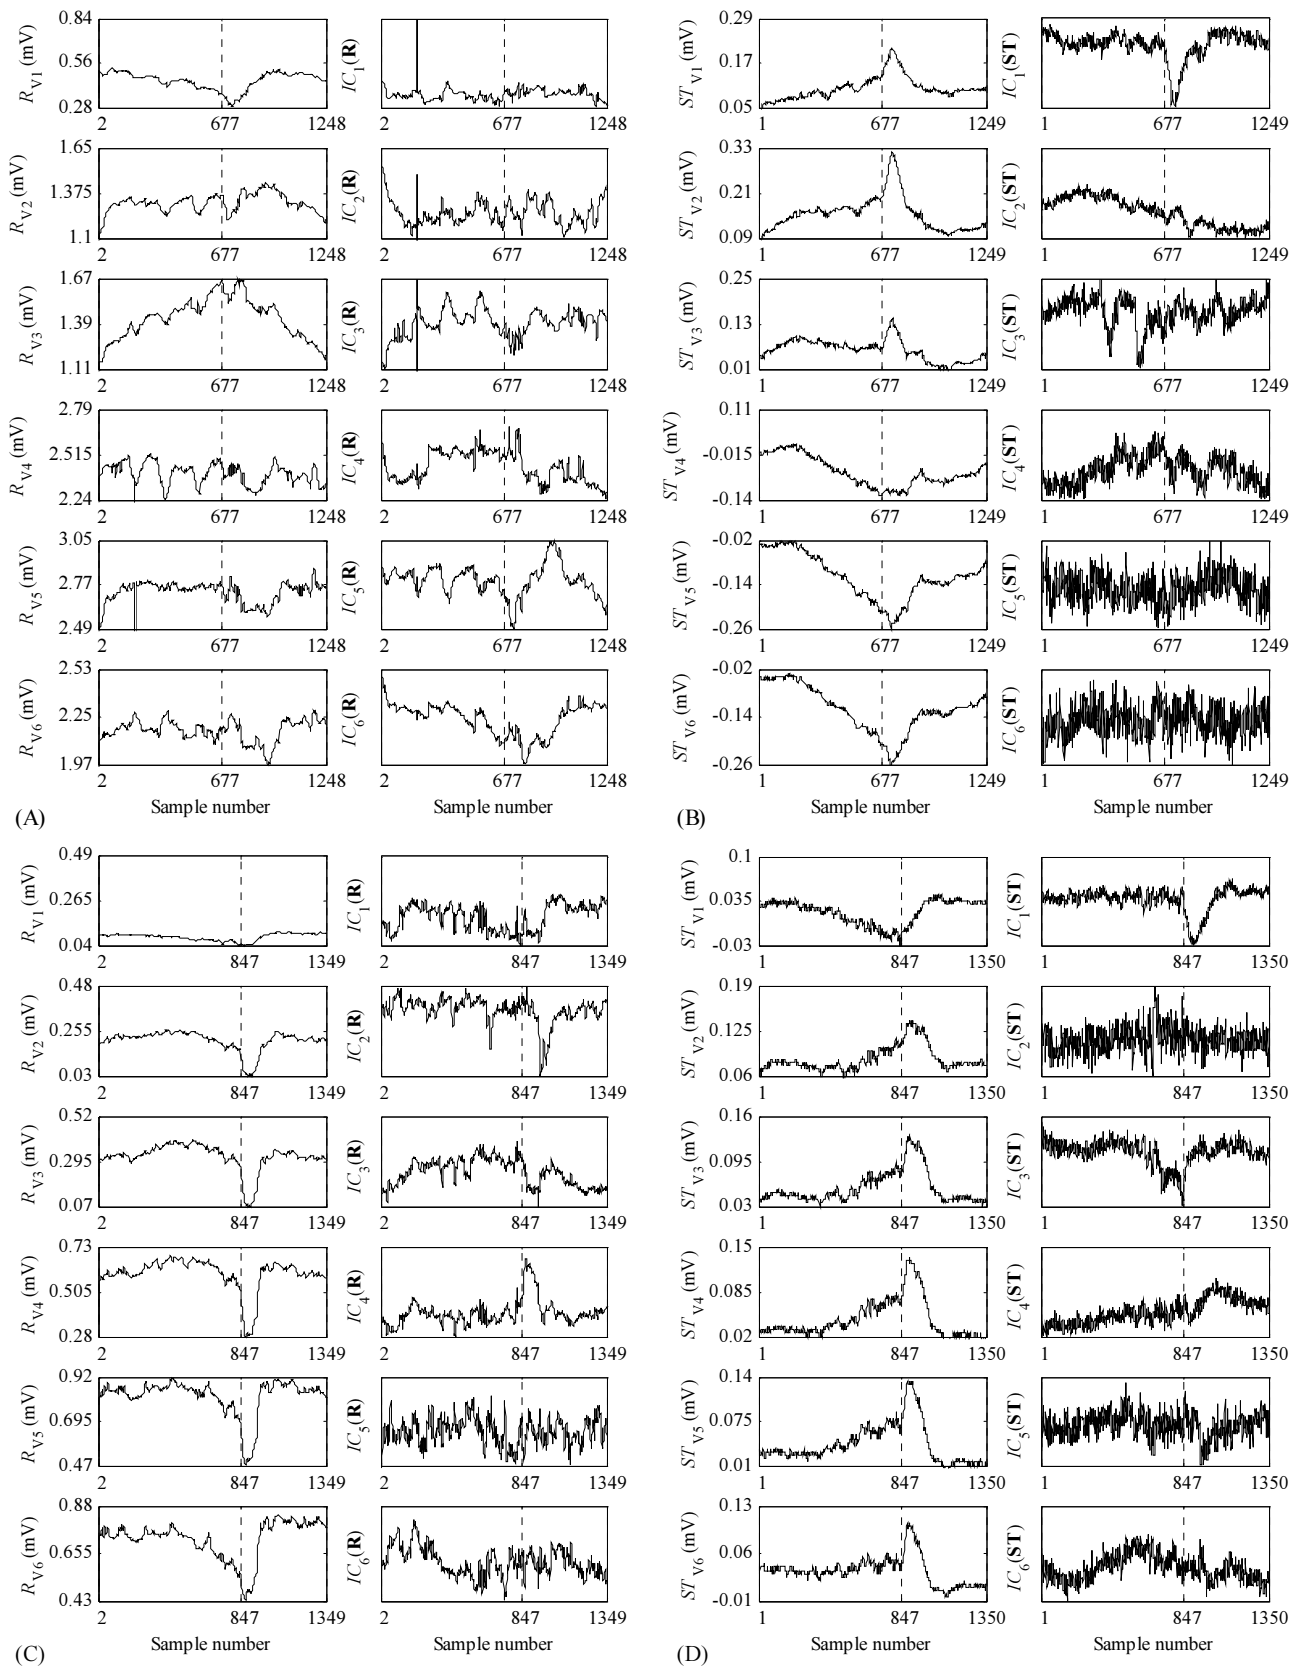 0.84
0.56
0.28
R_V1 (mV)
2 677 1248
IC_1(R)
2 677 1248
1.65
1.375
1.1
R_V2 (mV)
2 677 1248
IC_2(R)
2 677 1248
1.67
1.39
1.11
R_V3 (mV)
2 677 1248
IC_3(R)
2 677 1248
2.79
2.515
2.24
R_V4 (mV)
2 677 1248
IC_4(R)
2 677 1248
3.05
2.77
2.49
R_V5 (mV)
2 677 1248
IC_5(R)
2 677 1248
2.53
2.25
1.97
R_V6 (mV)
2 677 1248
IC_6(R)
2 677 1248
Sample number
Sample number
(A)
0.29
0.17
0.05
ST_V1 (mV)
1 677 1249
IC_1(ST)
1 677 1249
0.33
0.21
0.09
ST_V2 (mV)
1 677 1249
IC_2(ST)
1 677 1249
0.25
0.13
0.01
ST_V3 (mV)
1 677 1249
IC_3(ST)
1 677 1249
0.11
-0.015
-0.14
ST_V4 (mV)
1 677 1249
IC_4(ST)
1 677 1249
-0.02
-0.14
-0.26
ST_V5 (mV)
1 677 1249
IC_5(ST)
1 677 1249
-0.02
-0.14
-0.26
ST_V6 (mV)
1 677 1249
IC_6(ST)
1 677 1249
Sample number
Sample number
(B)
0.49
0.265
0.04
R_V1 (mV)
2 847 1349
IC_1(R)
2 847 1349
0.48
0.255
0.03
R_V2 (mV)
2 847 1349
IC_2(R)
2 847 1349
0.52
0.295
0.07
R_V3 (mV)
2 847 1349
IC_3(R)
2 847 1349
0.73
0.505
0.28
R_V4 (mV)
2 847 1349
IC_4(R)
2 847 1349
0.92
0.695
0.47
R_V5 (mV)
2 847 1349
IC_5(R)
2 847 1349
0.88
0.655
0.43
R_V6 (mV)
2 847 1349
IC_6(R)
2 847 1349
Sample number
Sample number
(C)
0.1
0.035
-0.03
ST_V1 (mV)
1 847 1350
IC_1(ST)
1 847 1350
0.19
0.125
0.06
ST_V2 (mV)
1 847 1350
IC_2(ST)
1 847 1350
0.16
0.095
0.03
ST_V3 (mV)
1 847 1350
IC_3(ST)
1 847 1350
0.15
0.085
0.02
ST_V4 (mV)
1 847 1350
IC_4(ST)
1 847 1350
0.14
0.075
0.01
ST_V5 (mV)
1 847 1350
IC_5(ST)
1 847 1350
0.13
0.06
-0.01
ST_V6 (mV)
1 847 1350
IC_6(ST)
1 847 1350
Sample number
Sample number
(D)